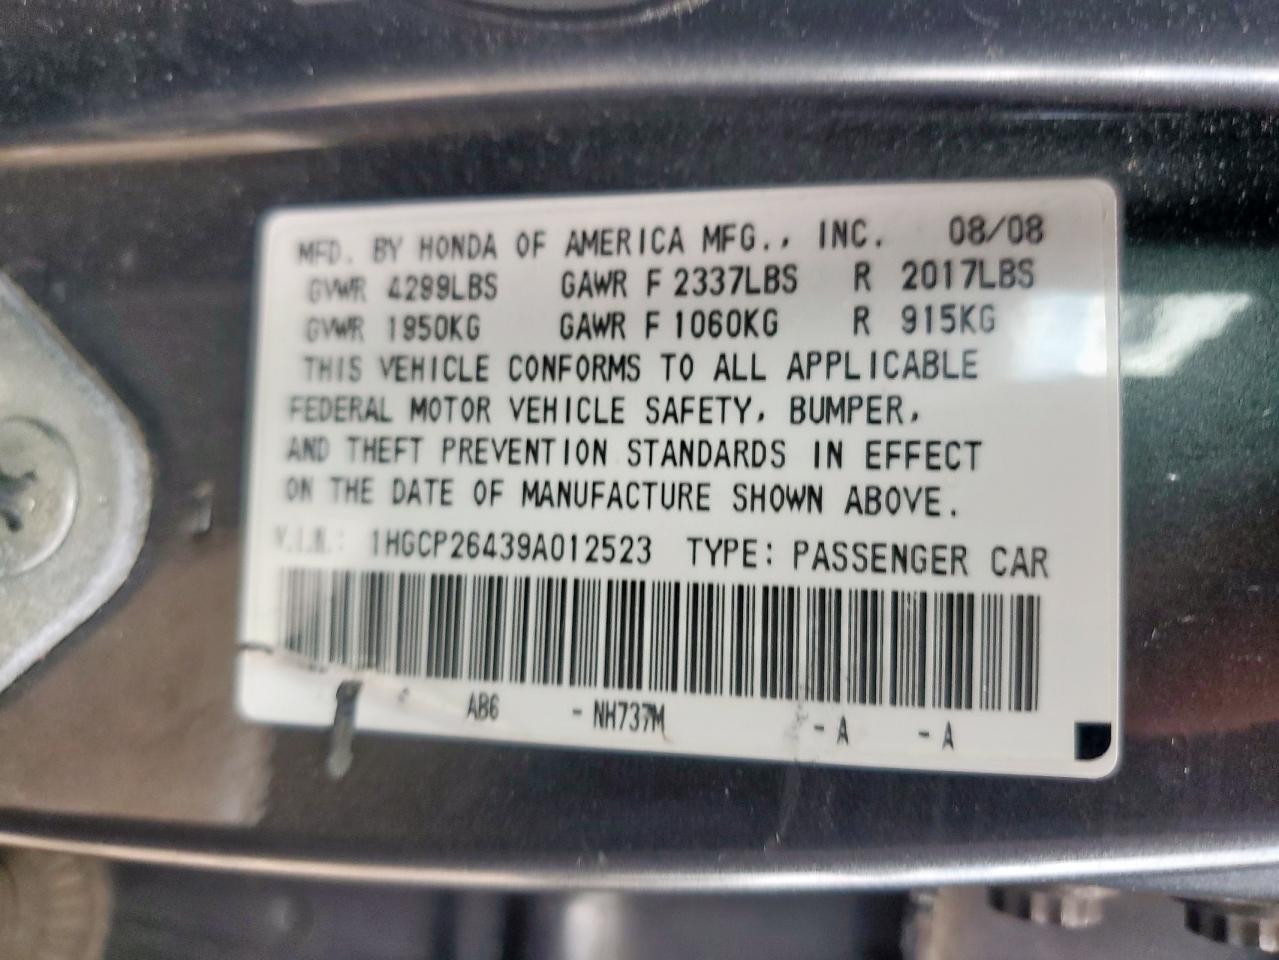 MFD. BY HONDA OF AMERICA MFG., INC. 08/08
GVWR 4299LBS GAWR F 2337LBS R 2017LBS
GVWR 1950KG GAWR F 1060KG R 915KG
THIS VEHICLE CONFORMS TO ALL APPLICABLE
FEDERAL MOTOR VEHICLE SAFETY, BUMPER,
AND THEFT PREVENTION STANDARDS IN EFFECT
ON THE DATE OF MANUFACTURE SHOWN ABOVE.
V.I.N.: 1HGCP26439A012523 TYPE: PASSENGER CAR
AB6 - NH737M - A - A